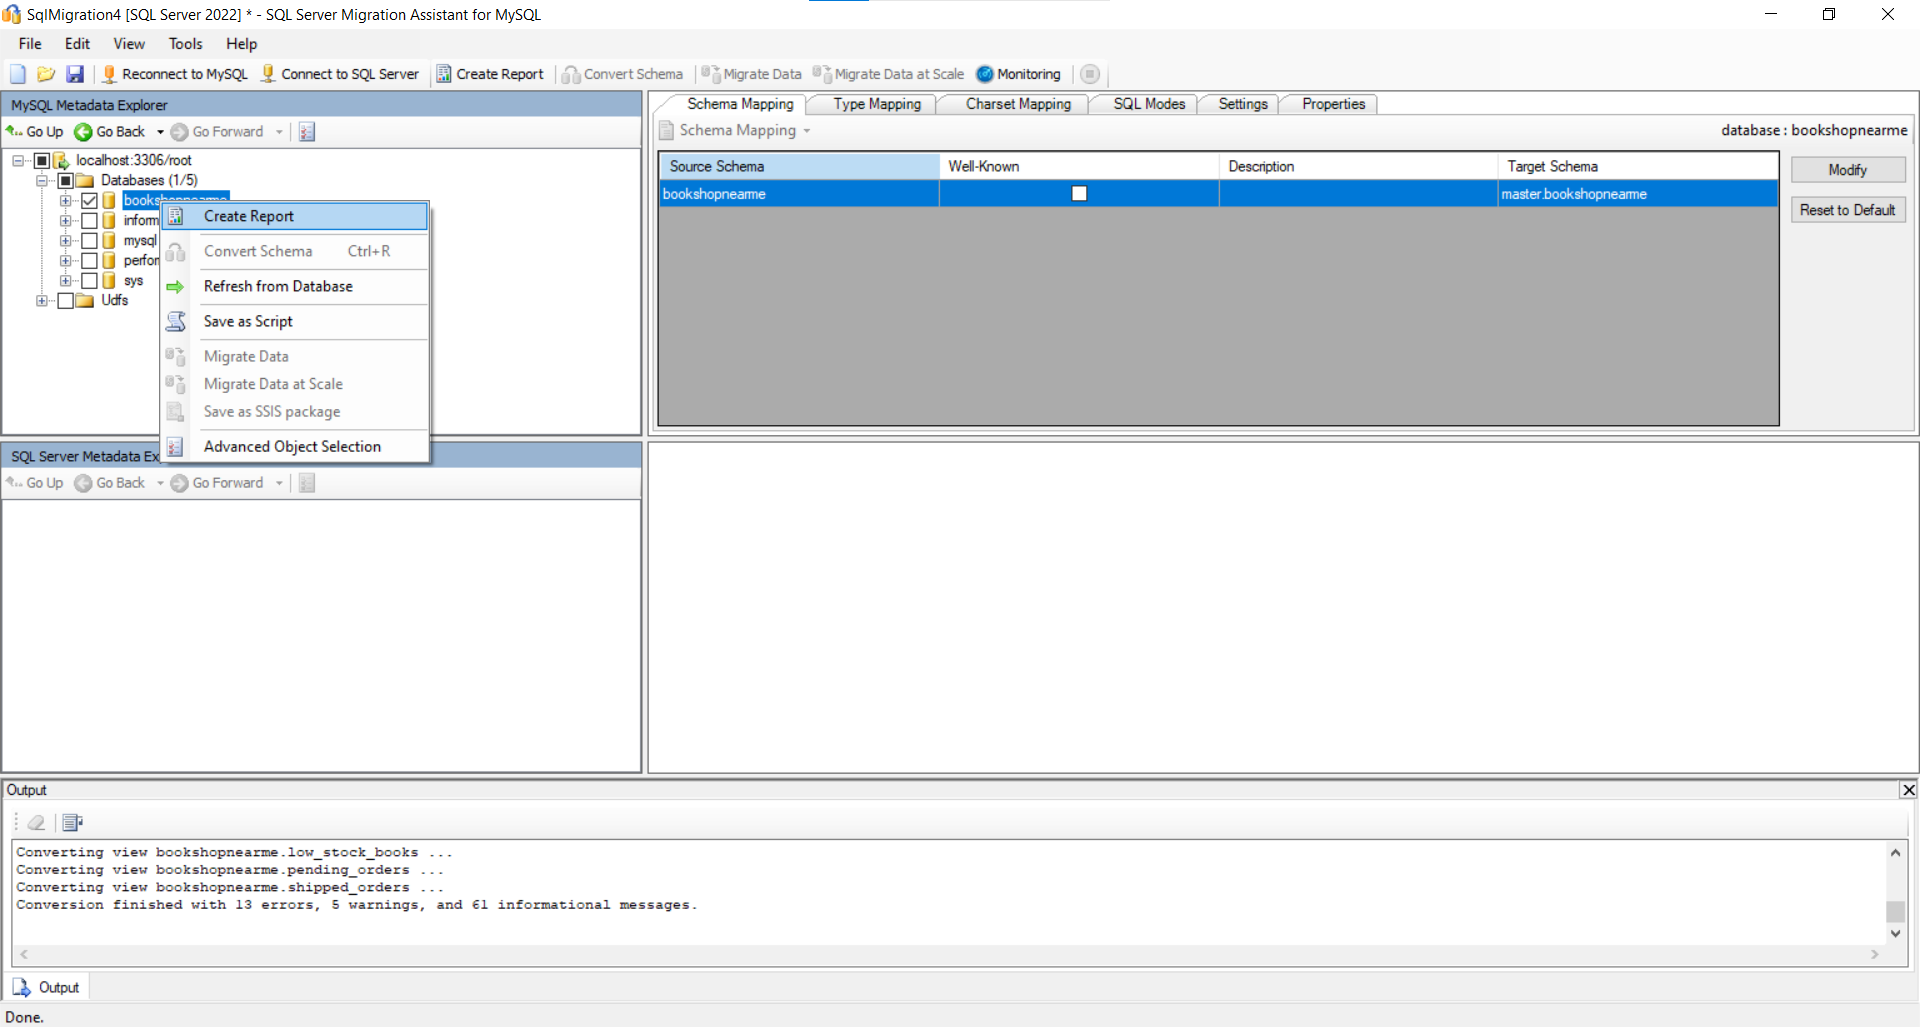 SqlMigration4 [SQL Server 2022] * - SQL Server Migration Assistant for MySQL
File Edit View Tools Help
Reconnect to MySQL Connect to SQL Server Create Report Convert Schema Migrate Data Migrate Data at Scale Monitoring
MySQL Metadata Explorer
Go Up Go Back Go Forward
localhost:3306/root
Databases (1/5)
bookshopnearme
inform
mysql
perfor
sys
Udfs
Create Report
Convert Schema Ctrl+R
Refresh from Database
Save as Script
Migrate Data
Migrate Data at Scale
Save as SSIS package
Advanced Object Selection
Schema Mapping Type Mapping Charset Mapping SQL Modes Settings Properties
Schema Mapping
database : bookshopnearme
Source Schema Well-Known Description Target Schema
bookshopnearme master.bookshopnearme
Modify
Reset to Default
SQL Server Metadata Ex
Go Up Go Back Go Forward
Output
Converting view bookshopnearme.low_stock_books ...
Converting view bookshopnearme.pending_orders ...
Converting view bookshopnearme.shipped_orders ...
Conversion finished with 13 errors, 5 warnings, and 61 informational messages.
Output
Done.